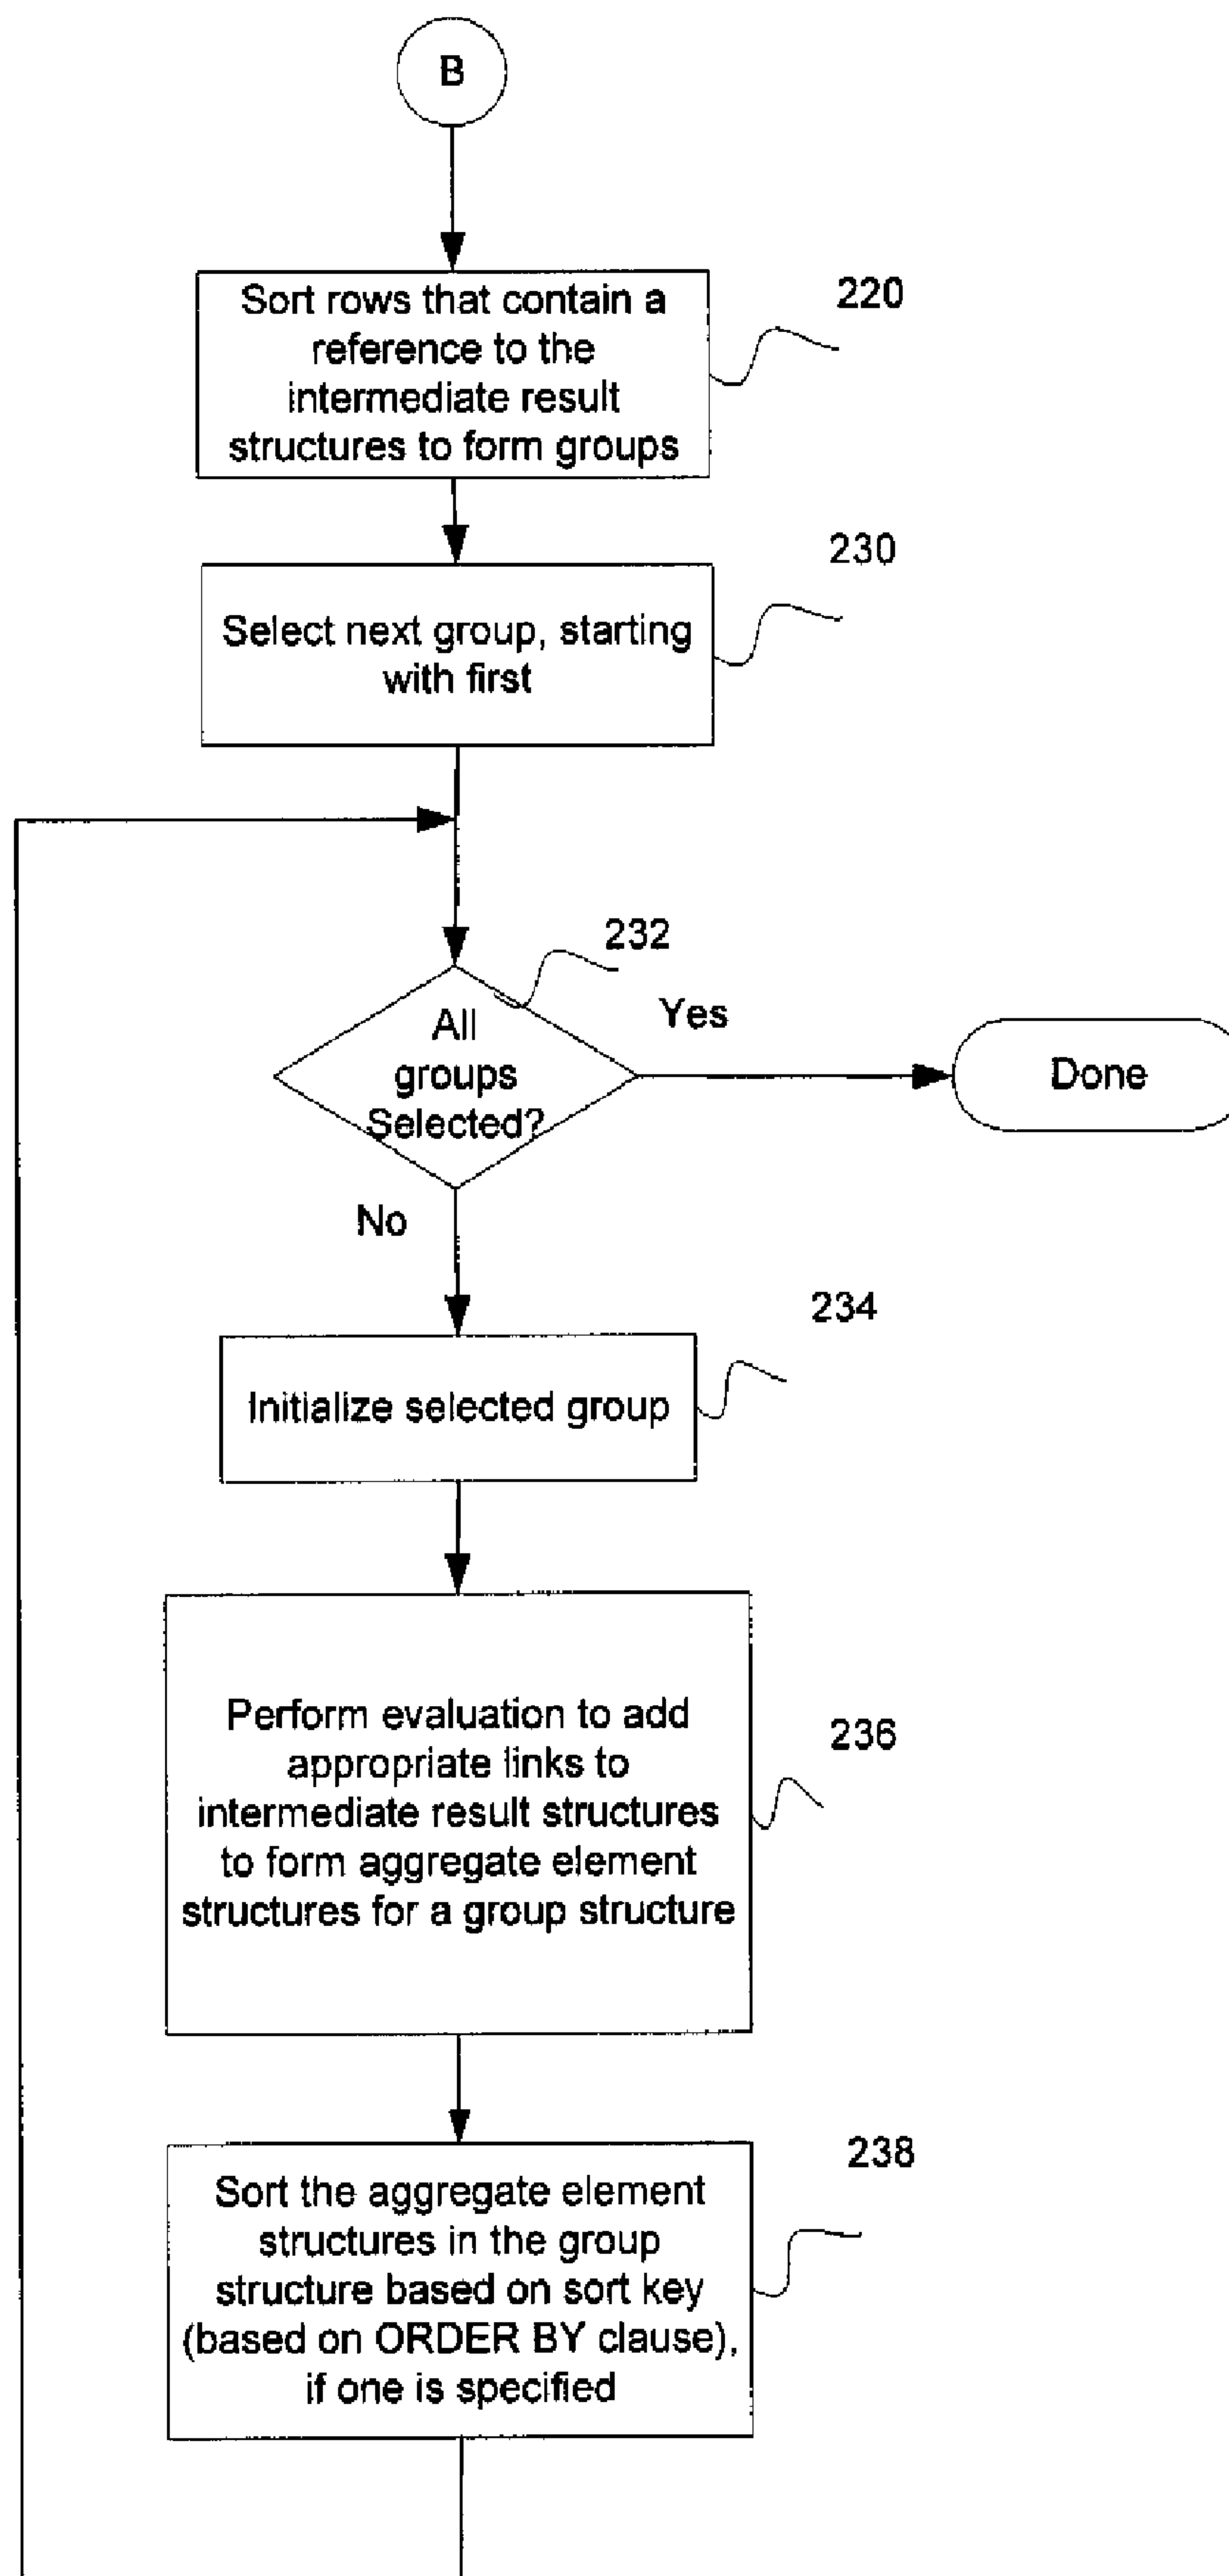 B
220
Sort rows that contain a
reference to the
intermediate result
structures to form groups
230
Select next group, starting
with first
232
All
groups
Selected?
Yes
Done
No
234
Initialize selected group
236
Perform evaluation to add
appropriate links to
intermediate result structures
to form aggregate element
structures for a group structure
238
Sort the aggregate element
structures in the group
structure based on sort key
(based on ORDER BY clause),
if one is specified